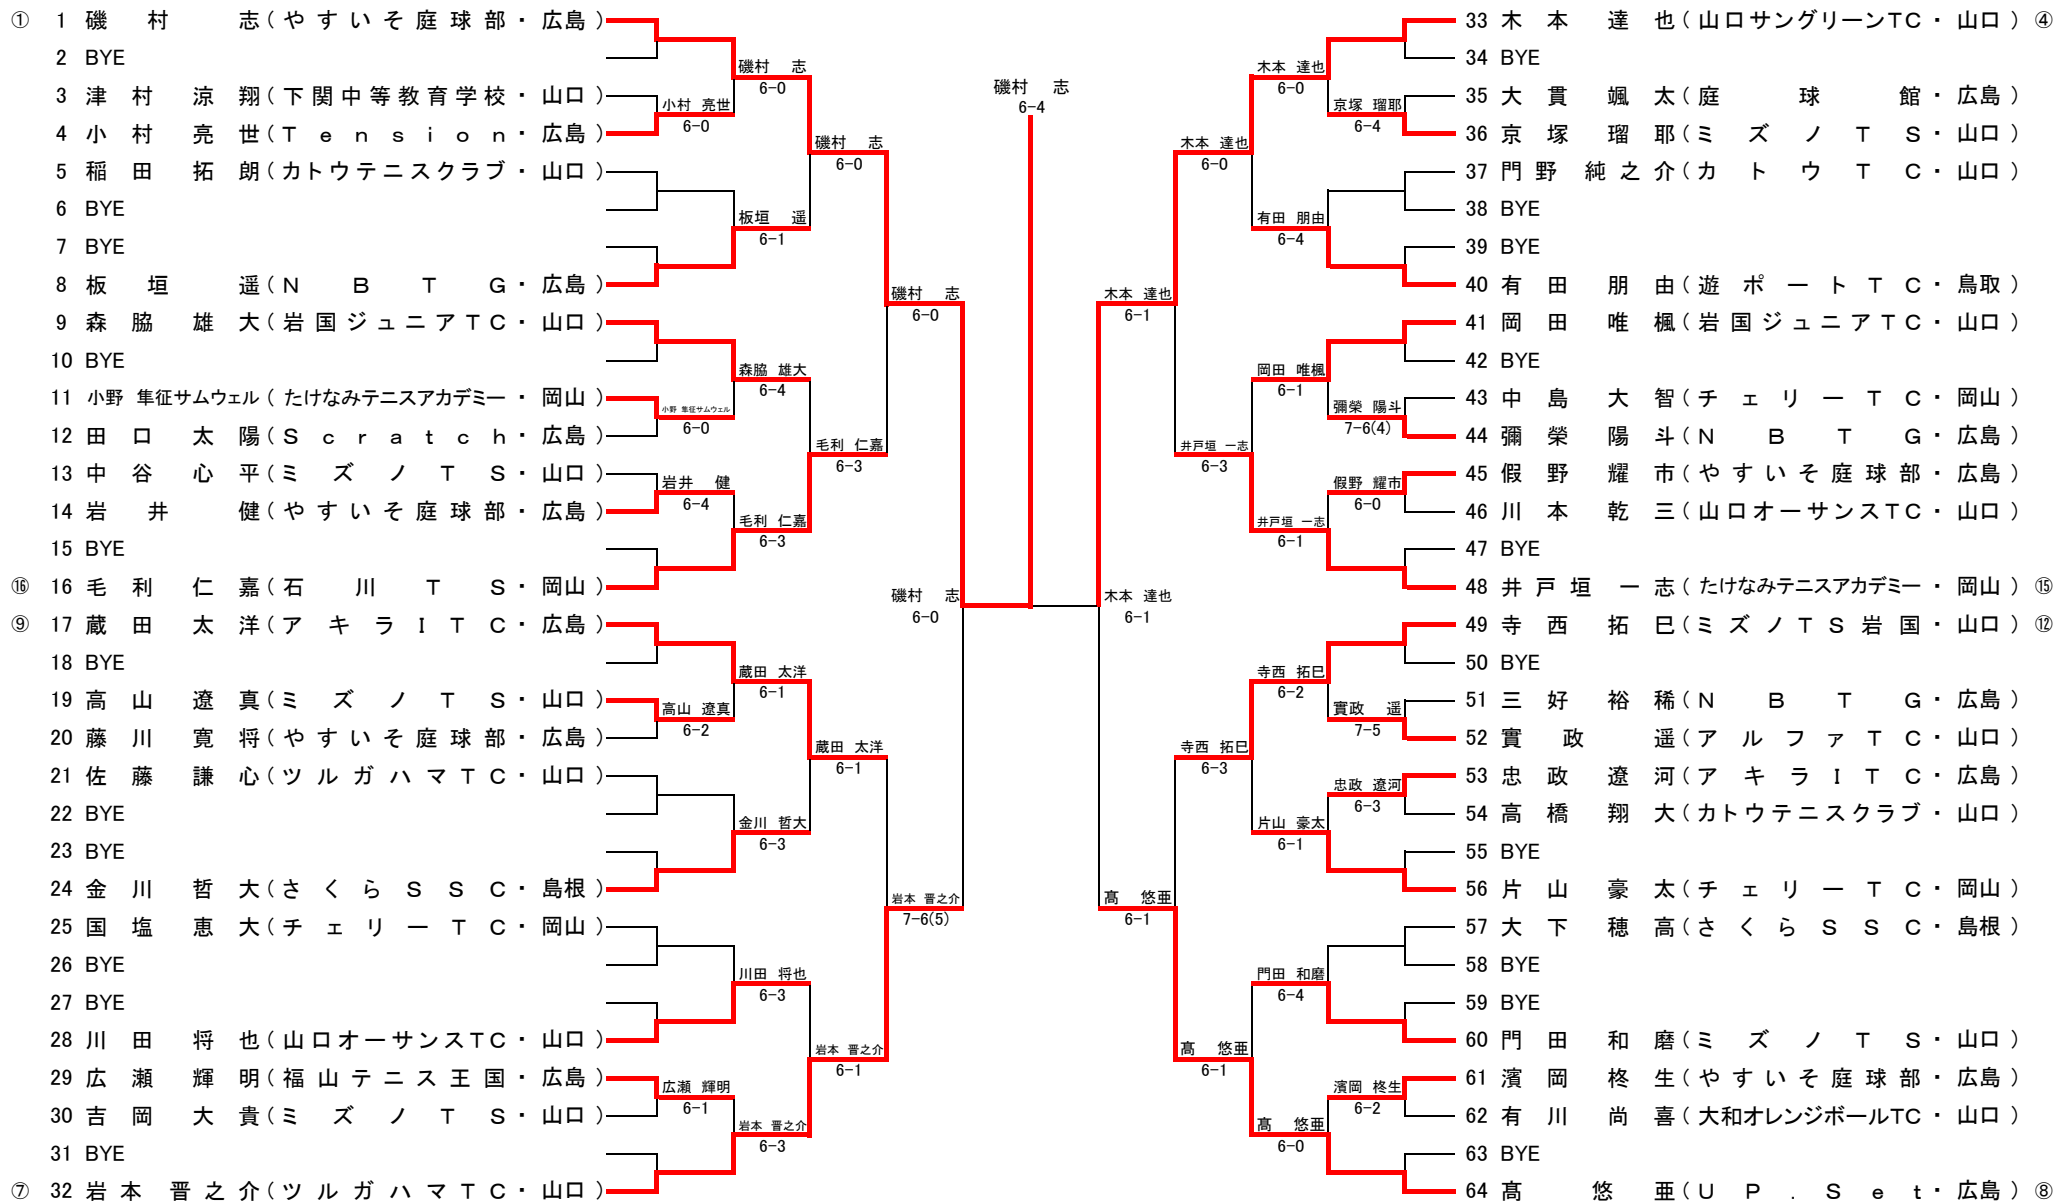 ① 1 磯村 志 (やすいそ庭球部・広島)
2 BYE
3 津村 涼翔 (下関中等教育学校・山口)
4 小村 亮世 (Tension・広島)
5 稲田 拓朗 (カトウテニスクラブ・山口)
6 BYE
7 BYE
8 板垣 遥 (NBTG・広島)
9 森脇 雄大 (岩国ジュニアTC・山口)
10 BYE
11 小野 隼征サムウェル (たけなみテニスアカデミー・岡山)
12 田口 太陽 (Scratch・広島)
13 中谷 心平 (ミズノTS・山口)
14 岩井 健 (やすいそ庭球部・広島)
15 BYE
⑯ 16 毛利 仁嘉 (石川TS・岡山)
⑨ 17 蔵田 太洋 (アキラITC・広島)
18 BYE
19 高山 遼真 (ミズノTS・山口)
20 藤川 寛将 (やすいそ庭球部・広島)
21 佐藤 謙心 (ツルガハマTC・山口)
22 BYE
23 BYE
24 金川 哲大 (さくらSSC・島根)
25 国塩 恵大 (チェリーTC・岡山)
26 BYE
27 BYE
28 川田 将也 (山口オーサンスTC・山口)
29 広瀬 輝明 (福山テニス王国・広島)
30 吉岡 大貴 (ミズノTS・山口)
31 BYE
⑦ 32 岩本 晋之介 (ツルガハマTC・山口)
小村 亮世
6-0
小野 隼征サムウェル
6-0
岩井 健
6-4
高山 遼真
6-2
広瀬 輝明
6-1
磯村 志
6-0
板垣 遥
6-1
森脇 雄大
6-4
毛利 仁嘉
6-3
蔵田 太洋
6-1
金川 哲大
6-3
川田 将也
6-3
岩本 晋之介
6-3
磯村 志
6-0
毛利 仁嘉
6-3
蔵田 太洋
6-1
岩本 晋之介
6-1
磯村 志
6-0
岩本 晋之介
7-6(5)
磯村 志
6-0
磯村 志
6-4
木本 達也
6-1
木本 達也
6-1
髙 悠亜
6-1
木本 達也
6-0
井戸垣 一志
6-3
寺西 拓巳
6-3
髙 悠亜
6-1
木本 達也
6-0
有田 朋由
6-4
岡田 唯楓
6-1
井戸垣 一志
6-1
寺西 拓巳
6-2
片山 豪太
6-1
門田 和磨
6-4
髙 悠亜
6-0
京塚 瑠耶
6-4
彌榮 陽斗
7-6(4)
假野 耀市
6-0
實政 遥
7-5
忠政 遼河
6-3
濱岡 柊生
6-2
33 木本 達也 (山口サングリーンTC・山口) ④
34 BYE
35 大貫 颯太 (庭球館・広島)
36 京塚 瑠耶 (ミズノTS・山口)
37 門野 純之介 (カトウTC・山口)
38 BYE
39 BYE
40 有田 朋由 (遊ポートTC・鳥取)
41 岡田 唯楓 (岩国ジュニアTC・山口)
42 BYE
43 中島 大智 (チェリーTC・岡山)
44 彌榮 陽斗 (NBTG・広島)
45 假野 耀市 (やすいそ庭球部・広島)
46 川本 乾三 (山口オーサンスTC・山口)
47 BYE
48 井戸垣 一志 (たけなみテニスアカデミー・岡山) ⑮
49 寺西 拓巳 (ミズノTS岩国・山口) ⑫
50 BYE
51 三好 裕稀 (NBTG・広島)
52 實政 遥 (アルファTC・山口)
53 忠政 遼河 (アキラITC・広島)
54 高橋 翔大 (カトウテニスクラブ・山口)
55 BYE
56 片山 豪太 (チェリーTC・岡山)
57 大下 穂高 (さくらSSC・島根)
58 BYE
59 BYE
60 門田 和磨 (ミズノTS・山口)
61 濱岡 柊生 (やすいそ庭球部・広島)
62 有川 尚喜 (大和オレンジボールTC・山口)
63 BYE
64 髙 悠亜 (UP.Set・広島) ⑧